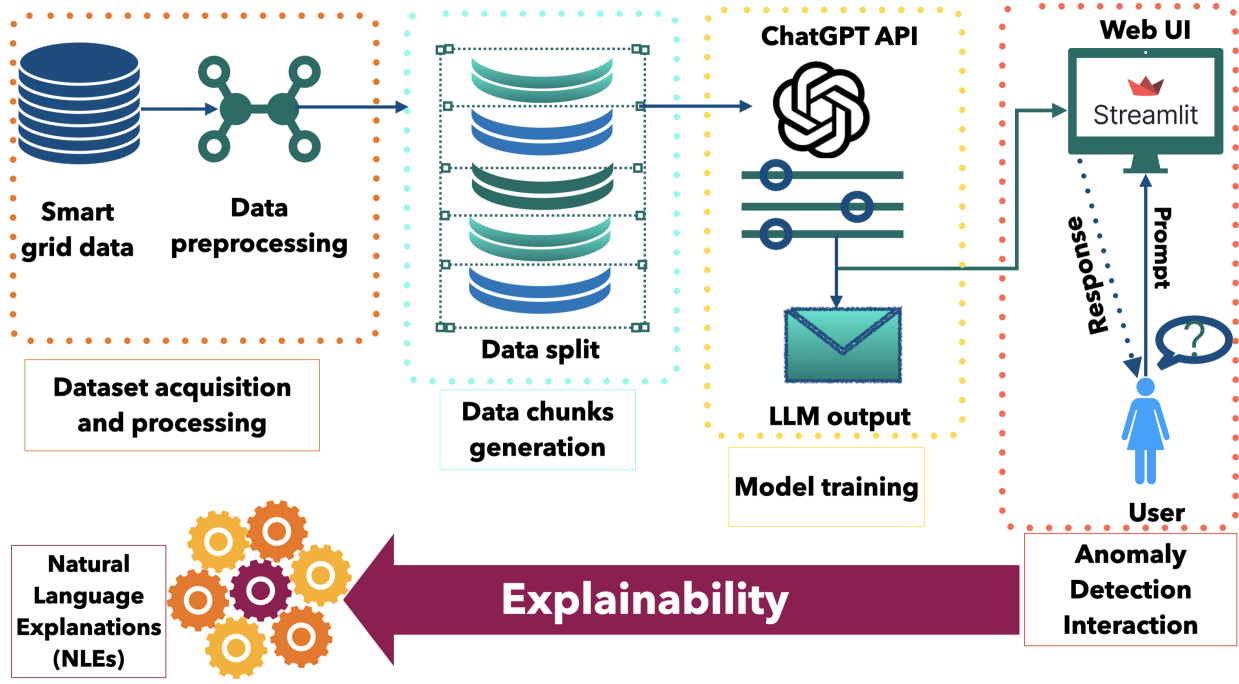 Smart
grid data
Data
preprocessing
Dataset acquisition
and processing
Data split
Data chunks
generation
ChatGPT API
LLM output
Model training
Web UI
Streamlit
Response
Prompt
?
User
Anomaly
Detection
Interaction
Explainability
Natural
Language
Explanations
(NLEs)